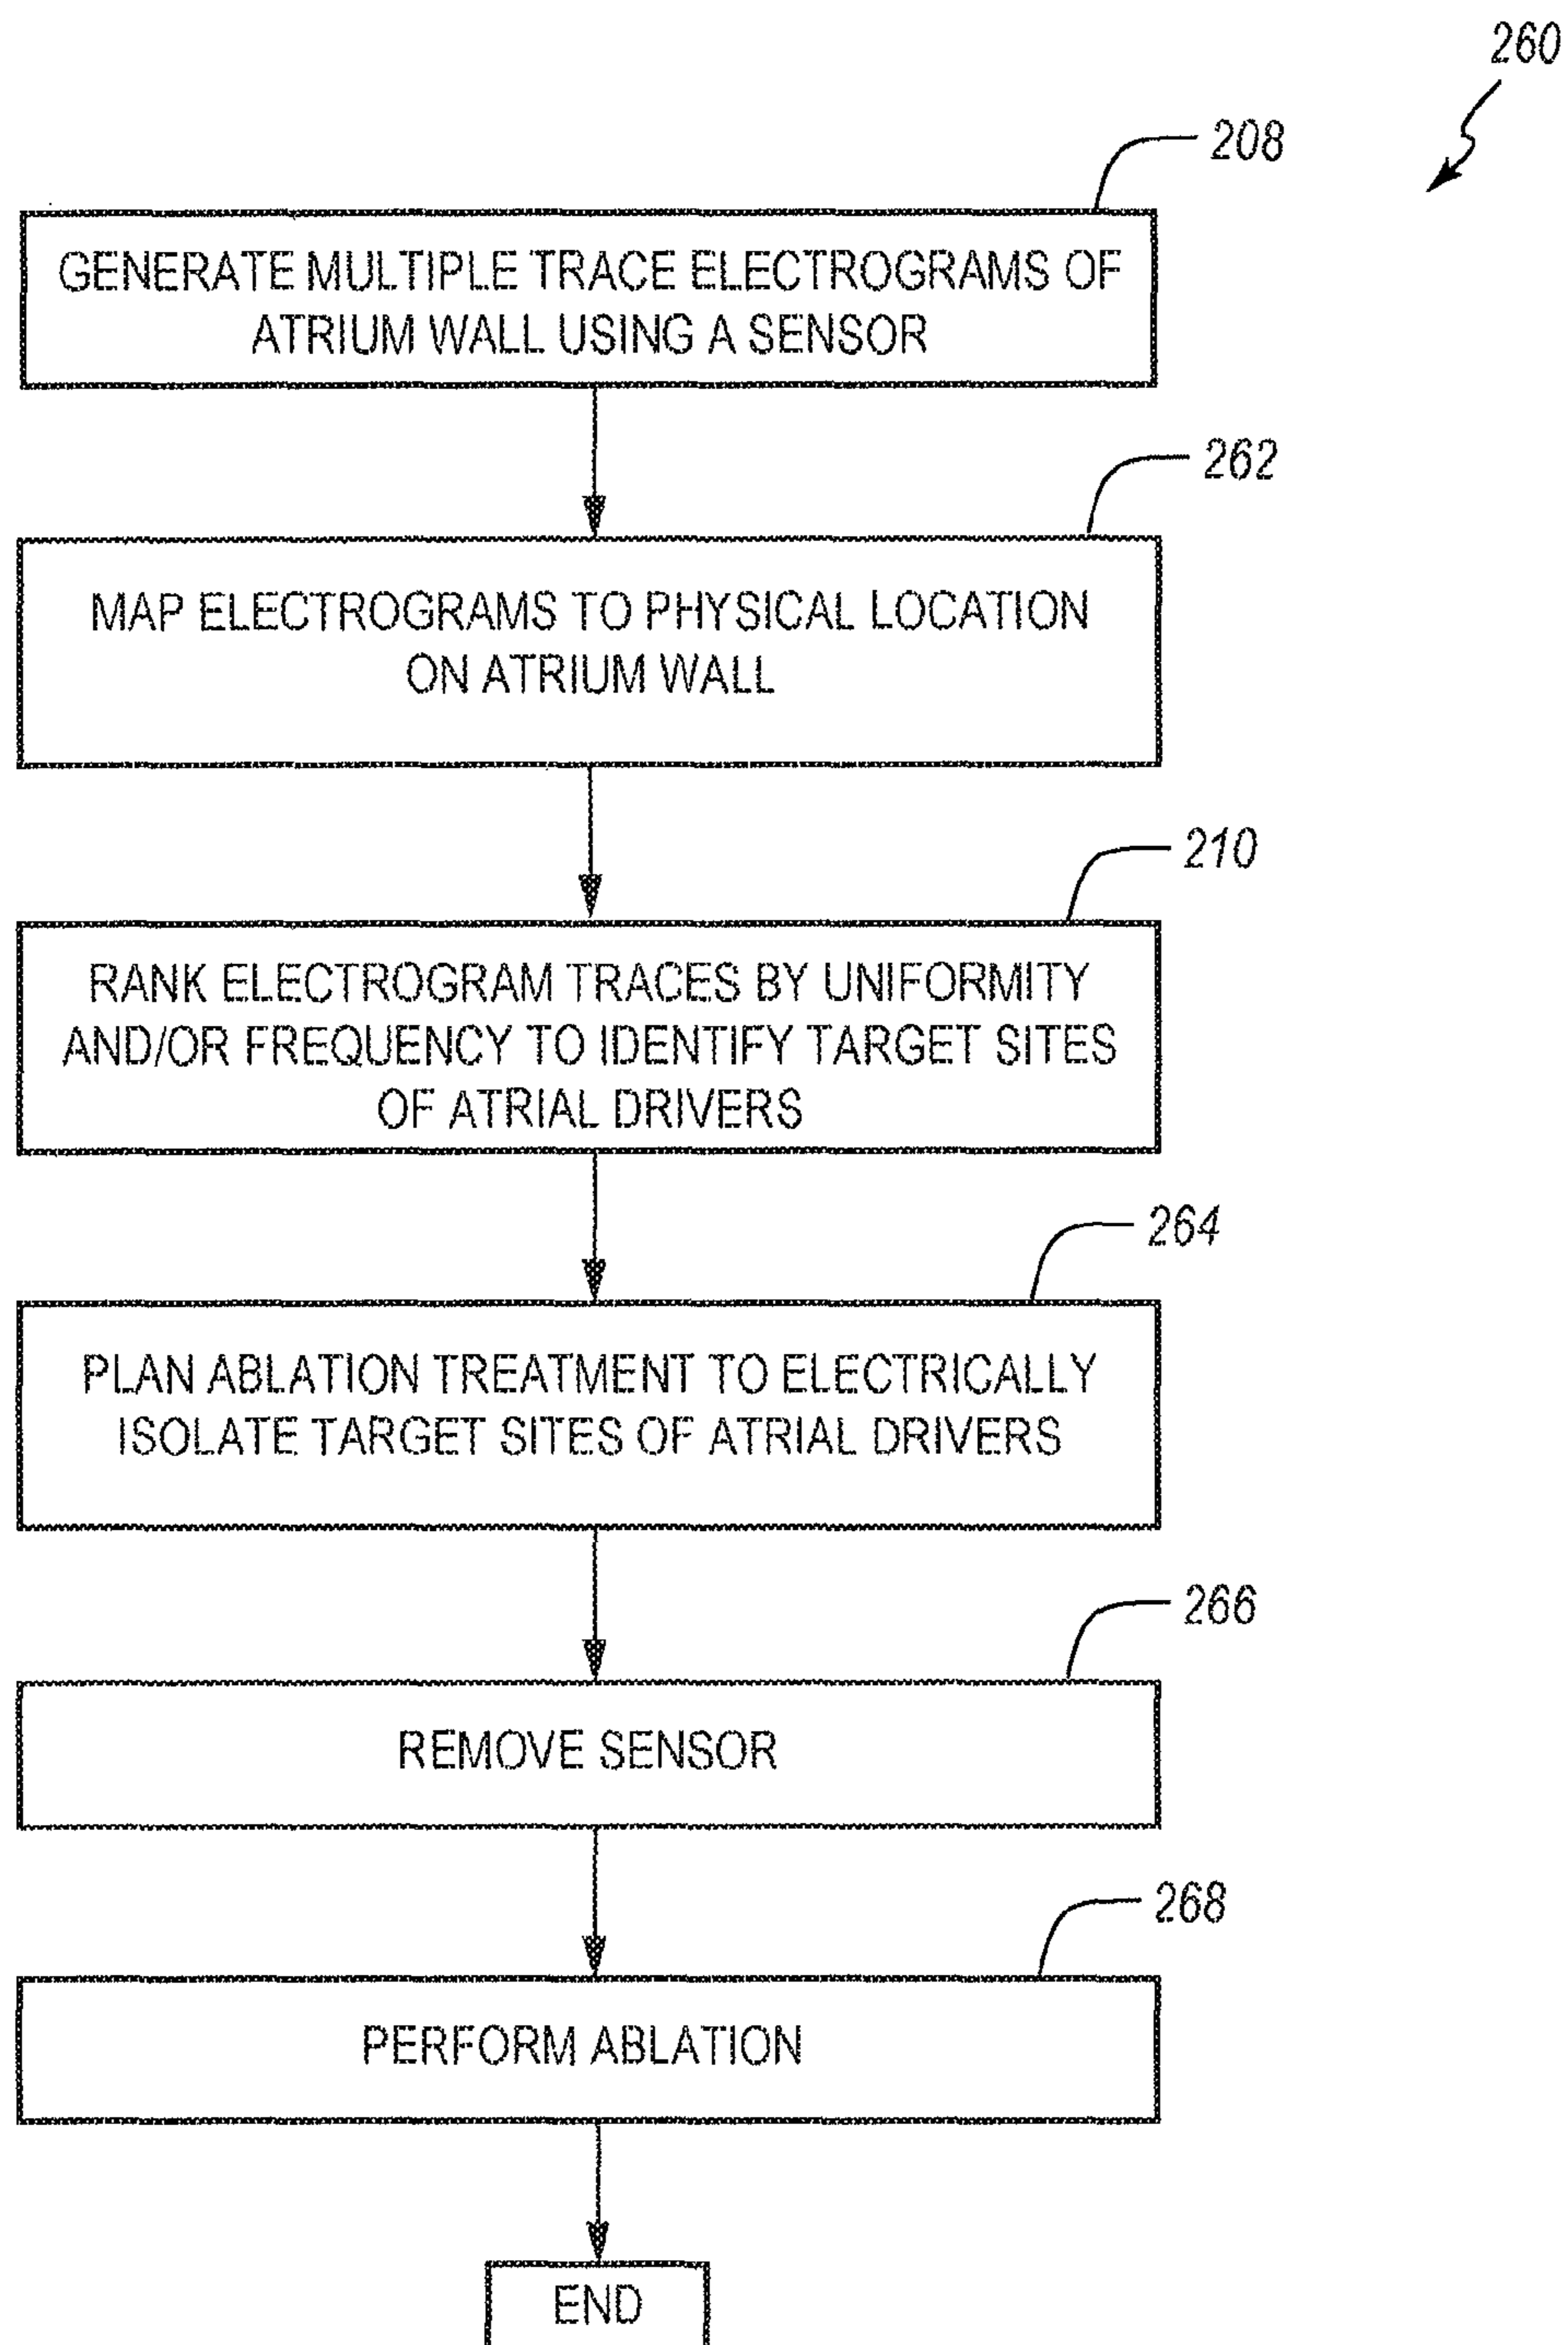 260
208
GENERATE MULTIPLE TRACE ELECTROGRAMS OF
ATRIUM WALL USING A SENSOR
262
MAP ELECTROGRAMS TO PHYSICAL LOCATION
ON ATRIUM WALL
210
RANK ELECTROGRAM TRACES BY UNIFORMITY
AND/OR FREQUENCY TO IDENTIFY TARGET SITES
OF ATRIAL DRIVERS
264
PLAN ABLATION TREATMENT TO ELECTRICALLY
ISOLATE TARGET SITES OF ATRIAL DRIVERS
266
REMOVE SENSOR
268
PERFORM ABLATION
END